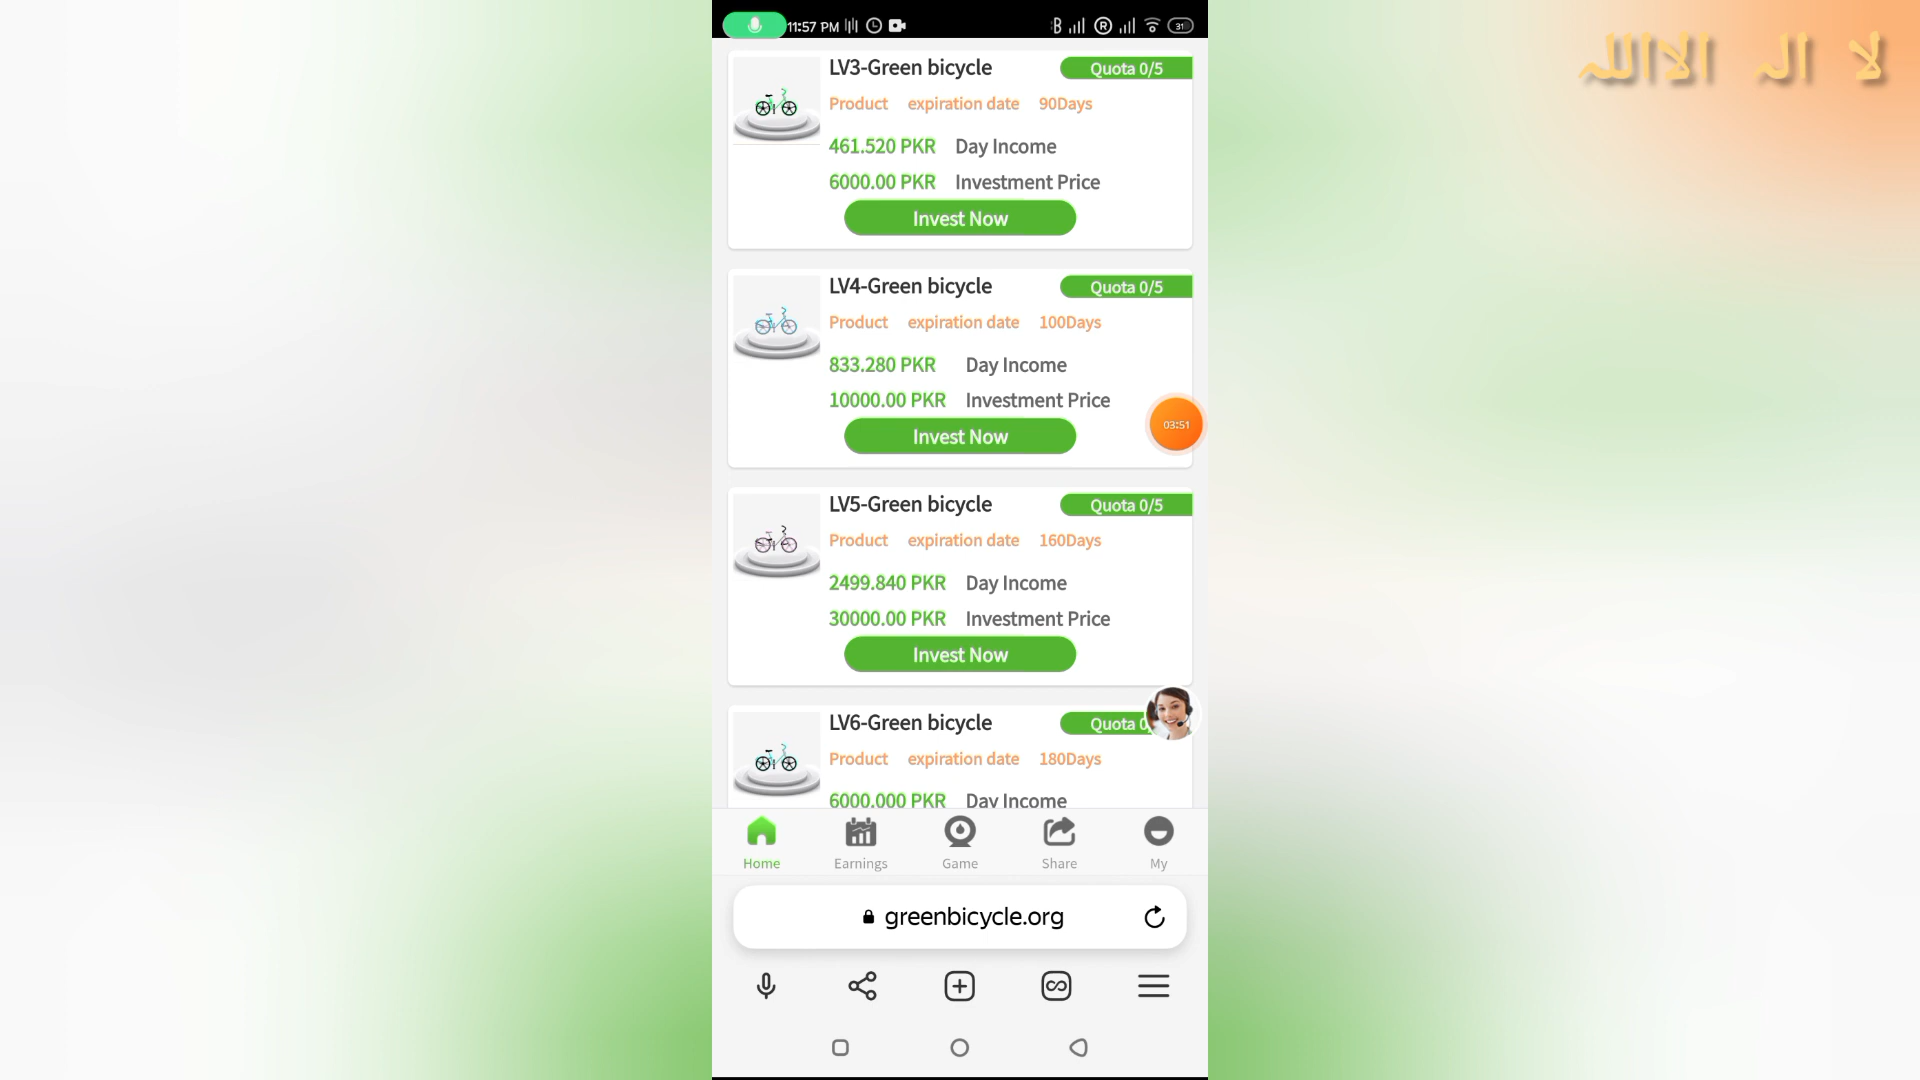 11:57 PM
31
لا الہ الااللہ
LV3-Green bicycle
Quota 0/5
Product expiration date 90Days
461.520 PKR Day Income
6000.00 PKR Investment Price
Invest Now
LV4-Green bicycle
Quota 0/5
Product expiration date 100Days
833.280 PKR Day Income
10000.00 PKR Investment Price
03:51
Invest Now
LV5-Green bicycle
Quota 0/5
Product expiration date 160Days
2499.840 PKR Day Income
30000.00 PKR Investment Price
Invest Now
LV6-Green bicycle
Quota 0
Product expiration date 180Days
6000.000 PKR Day Income
Home Earnings Game Share My
greenbicycle.org